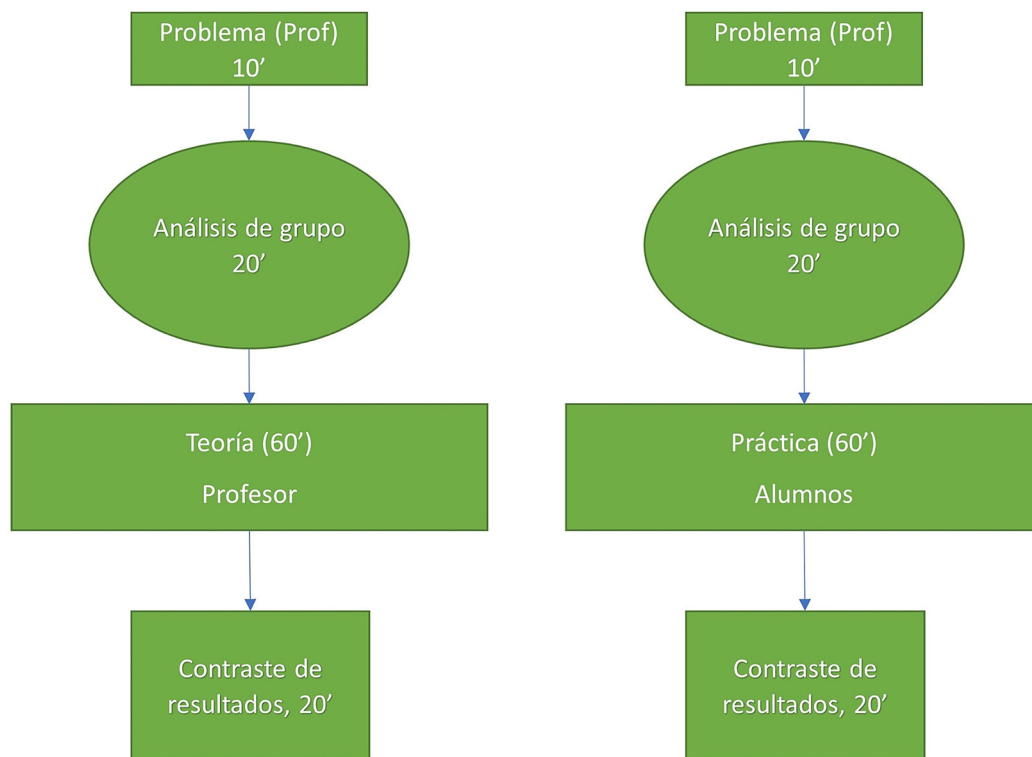 Problema (Prof)
10’
Análisis de grupo
20’
Teoría (60’)
Profesor
Contraste de
resultados, 20’
Problema (Prof)
10’
Análisis de grupo
20’
Práctica (60’)
Alumnos
Contraste de
resultados, 20’